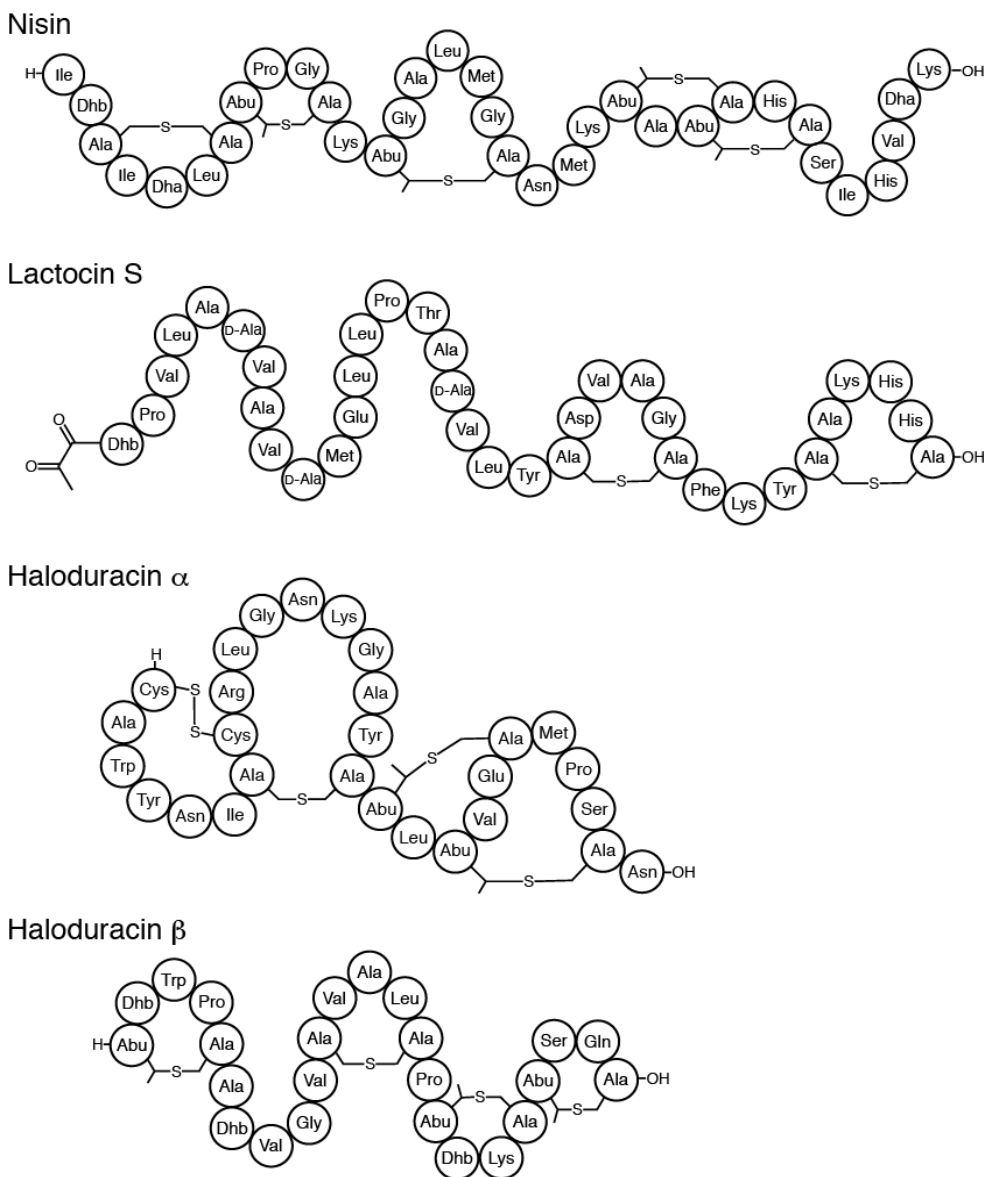 Nisin
H Ile Dhb Ala Ile Dha Leu Ala Abu Pro Gly Ala Lys Abu Gly Ala Leu Met Gly Ala Asn Met Lys Abu Ala Abu Ala His Ala Ser Ile His Val Dha Lys OH
S S S S S
Lactocin S
O O Dhb Pro Val Leu Ala D-Ala Val Ala Val D-Ala Met Glu Leu Leu Pro Thr Ala D-Ala Val Leu Tyr Ala Asp Val Ala Gly Ala Phe Lys Tyr Ala Ala Lys His His Ala OH
S S
Haloduracin α
H Cys Ala Trp Tyr Asn Ile Ala Cys Arg Leu Gly Asn Lys Gly Ala Tyr Ala Abu Leu Abu Val Glu Ala Met Pro Ser Ala Asn OH
S S S S S
Haloduracin β
H Abu Dhb Trp Pro Ala Ala Dhb Val Gly Val Ala Val Ala Leu Ala Pro Abu Dhb Lys Ala Abu Ser Gln Ala OH
S S S S